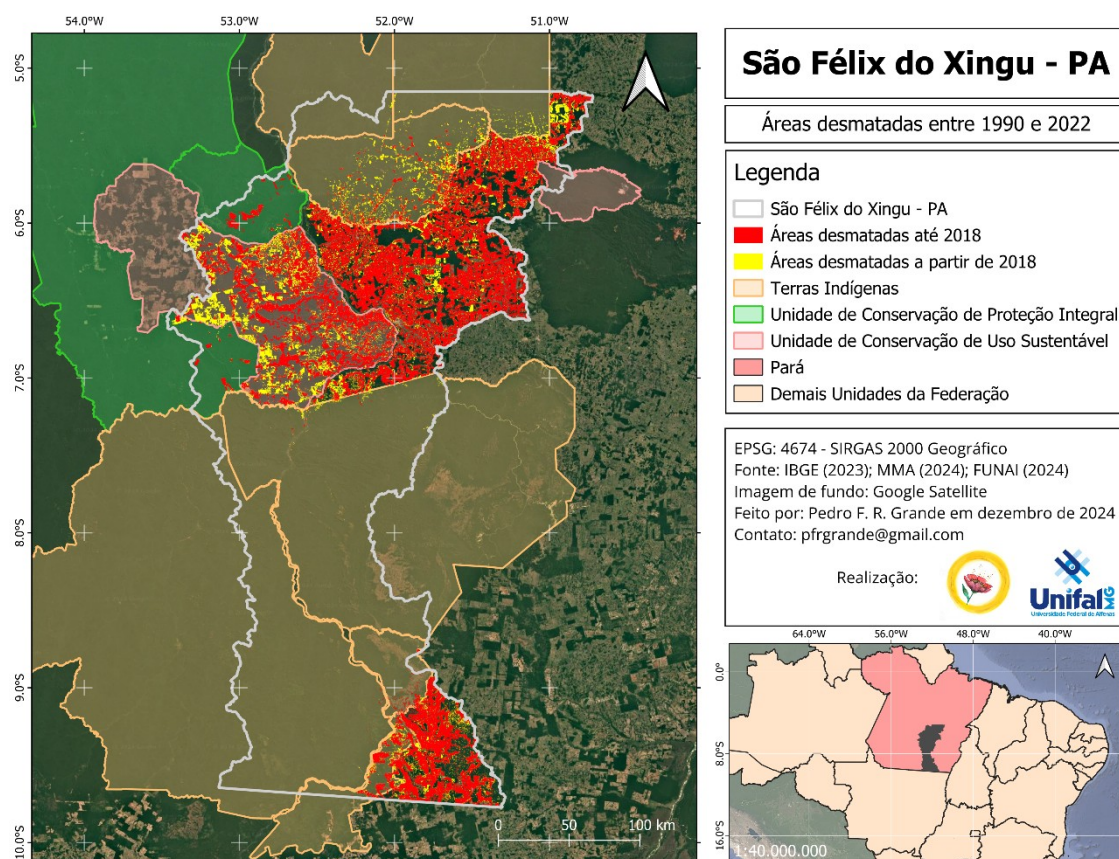 54.0°W 53.0°W 52.0°W 51.0°W
5.0°S
6.0°S
7.0°S
8.0°S
9.0°S
10.0°S
0 50 100 km
São Félix do Xingu - PA
Áreas desmatadas entre 1990 e 2022
Legenda
São Félix do Xingu - PA
Áreas desmatadas até 2018
Áreas desmatadas a partir de 2018
Terras Indígenas
Unidade de Conservação de Proteção Integral
Unidade de Conservação de Uso Sustentável
Pará
Demais Unidades da Federação
EPSG: 4674 - SIRGAS 2000 Geográfico
Fonte: IBGE (2023); MMA (2024); FUNAI (2024)
Imagem de fundo: Google Satellite
Feito por: Pedro F. R. Grande em dezembro de 2024
Contato: pfrgrande@gmail.com
Realização:
Unifal MG
Universidade Federal de Alfenas
64.0°W 56.0°W 48.0°W 40.0°W
0.0°
8.0°S
16.0°S
1:40.000.000